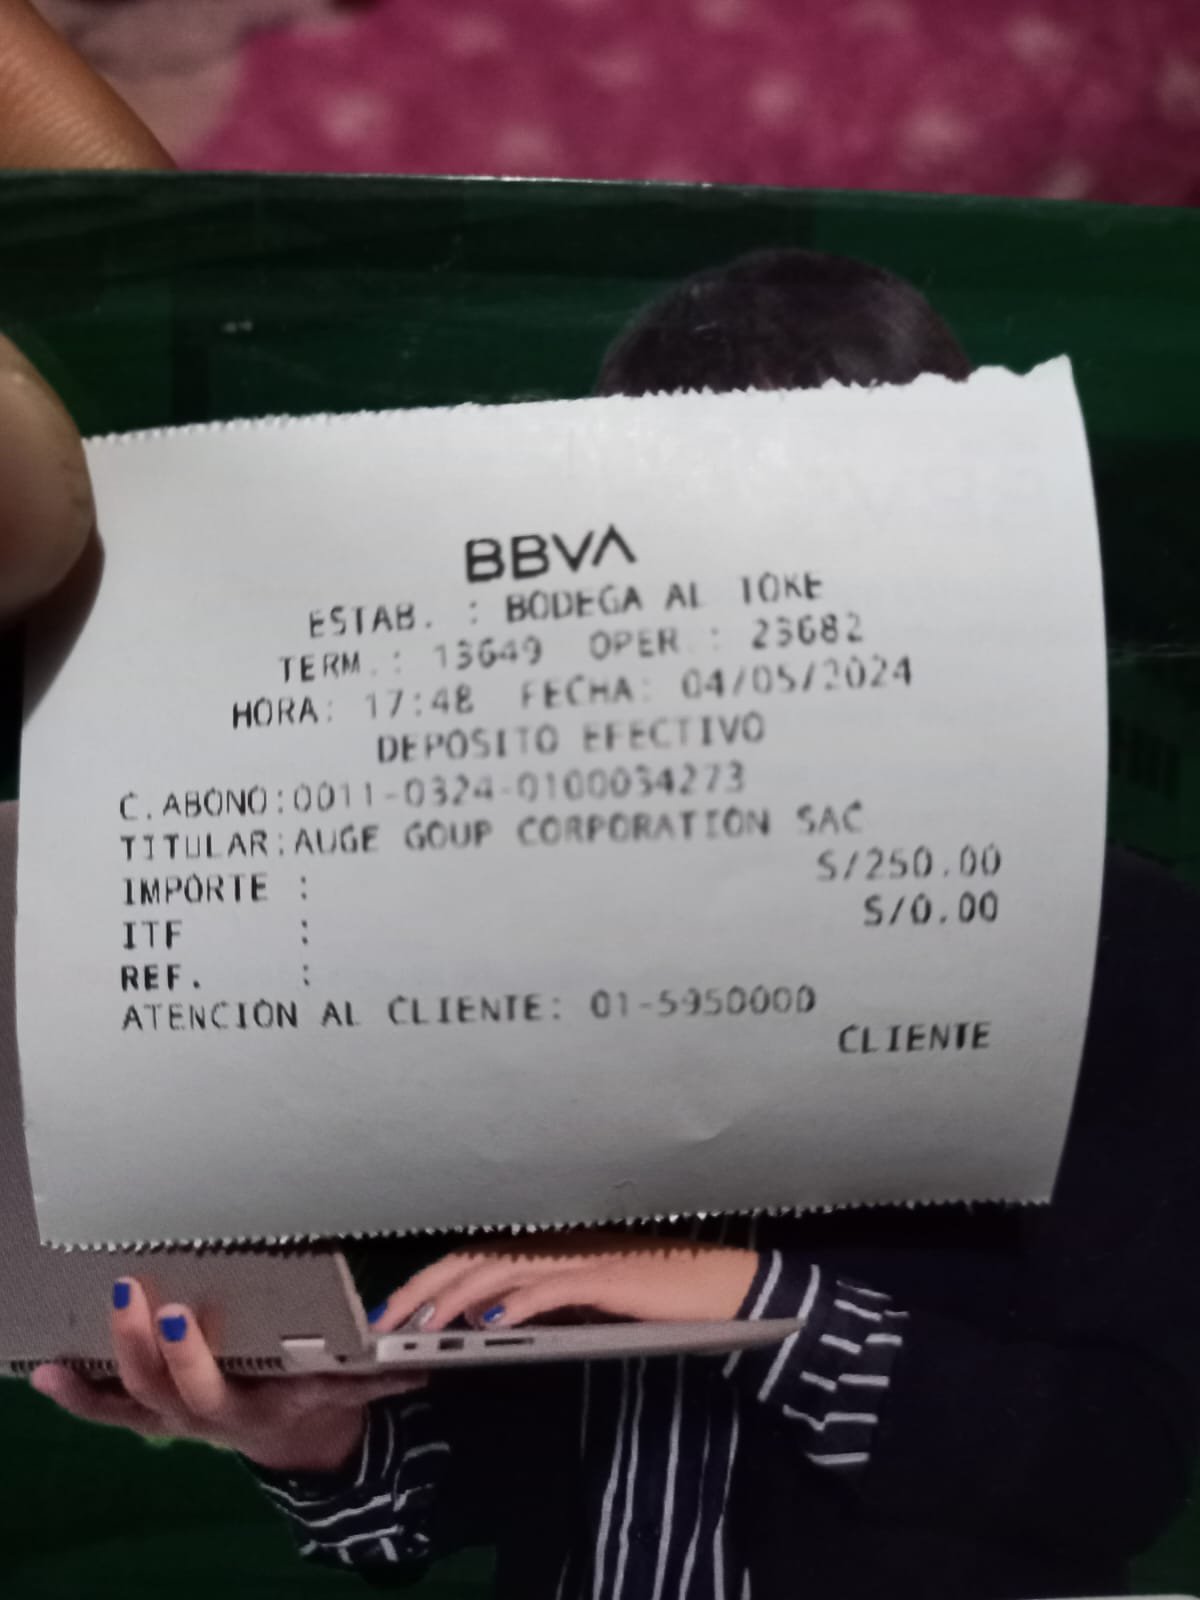 BBVA
ESTAB. : BODEGA AL TOKE
TERM.: 13649 OPER.: 23682
HORA: 17:48 FECHA: 04/05/2024
DEPOSITO EFECTIVO
C.ABONO:0011-0324-0100034273
TITULAR:AUGE GOUP CORPORATION SAC
IMPORTE : S/250.00
ITF : S/0.00
REF. :
ATENCION AL CLIENTE: 01-5950000
CLIENTE